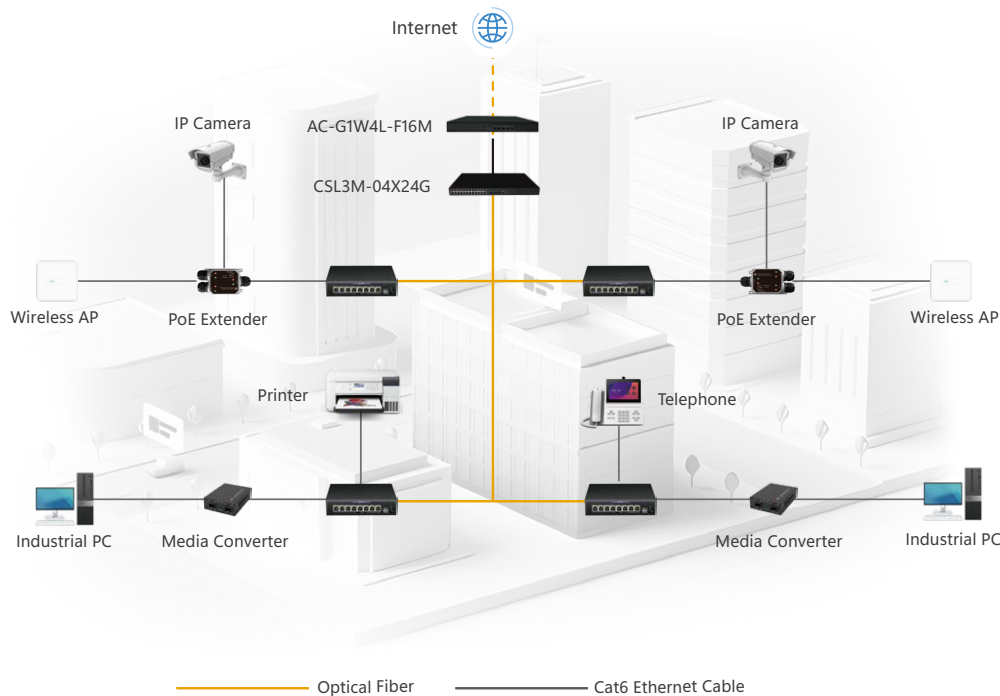 Internet
IP Camera
AC-G1W4L-F16M
IP Camera
CSL3M-04X24G
Wireless AP
PoE Extender
PoE Extender
Wireless AP
Printer
Telephone
Industrial PC
Media Converter
Media Converter
Industrial PC
Optical Fiber
Cat6 Ethernet Cable